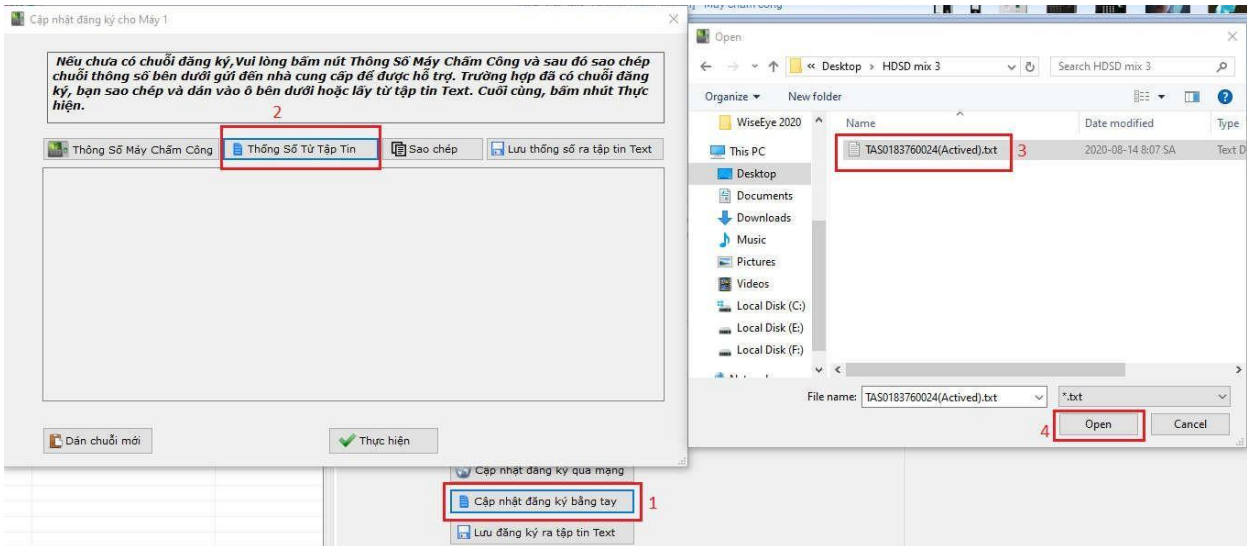 Cập nhật đăng ký cho Máy 1
Nếu chưa có chuỗi đăng ký,Vui lòng bấm nút Thông Số Máy Chấm Công và sau đó sao chép
chuỗi thông số bên dưới gửi đến nhà cung cấp để được hỗ trợ. Trường hợp đã có chuỗi đăng
ký, bạn sao chép và dán vào ô bên dưới hoặc lấy từ tập tin Text. Cuối cùng, bấm nhút Thực
hiện.
2
Thông Số Máy Chấm Công
Thống Số Từ Tập Tin
Sao chép
Lưu thống số ra tập tin Text
Dán chuỗi mới
Thực hiện
Cập nhật đăng ký qua mạng
Cập nhật đăng ký bằng tay
1
Lưu đăng ký ra tập tin Text
Open
« Desktop > HDSD mix 3
Search HDSD mix 3
Organize
New folder
WiseEye 2020
This PC
Desktop
Documents
Downloads
Music
Pictures
Videos
Local Disk (C:)
Local Disk (E:)
Local Disk (F:)
Name
Date modified
Type
TAS0183760024(Actived).txt
3
2020-08-14 8:07 SA
Text D
File name:
TAS0183760024(Actived).txt
*.txt
4
Open
Cancel